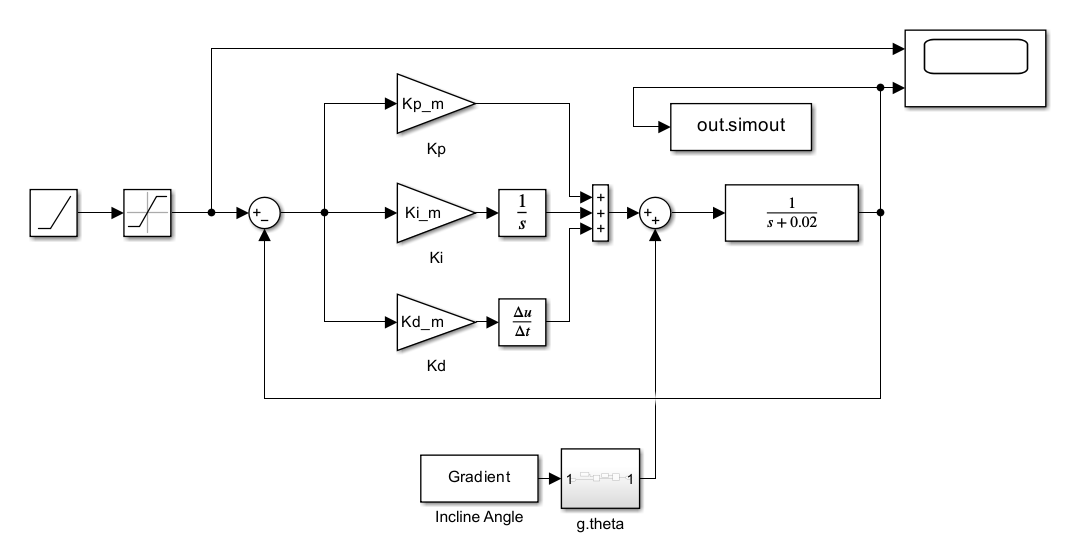 Kp_m
Kp
out.simout
+
−
Ki_m
1
s
Ki
+
+
+
+
+
1
s + 0.02
Kd_m
Δu
Δt
Kd
Gradient
Incline Angle
1
1
g.theta